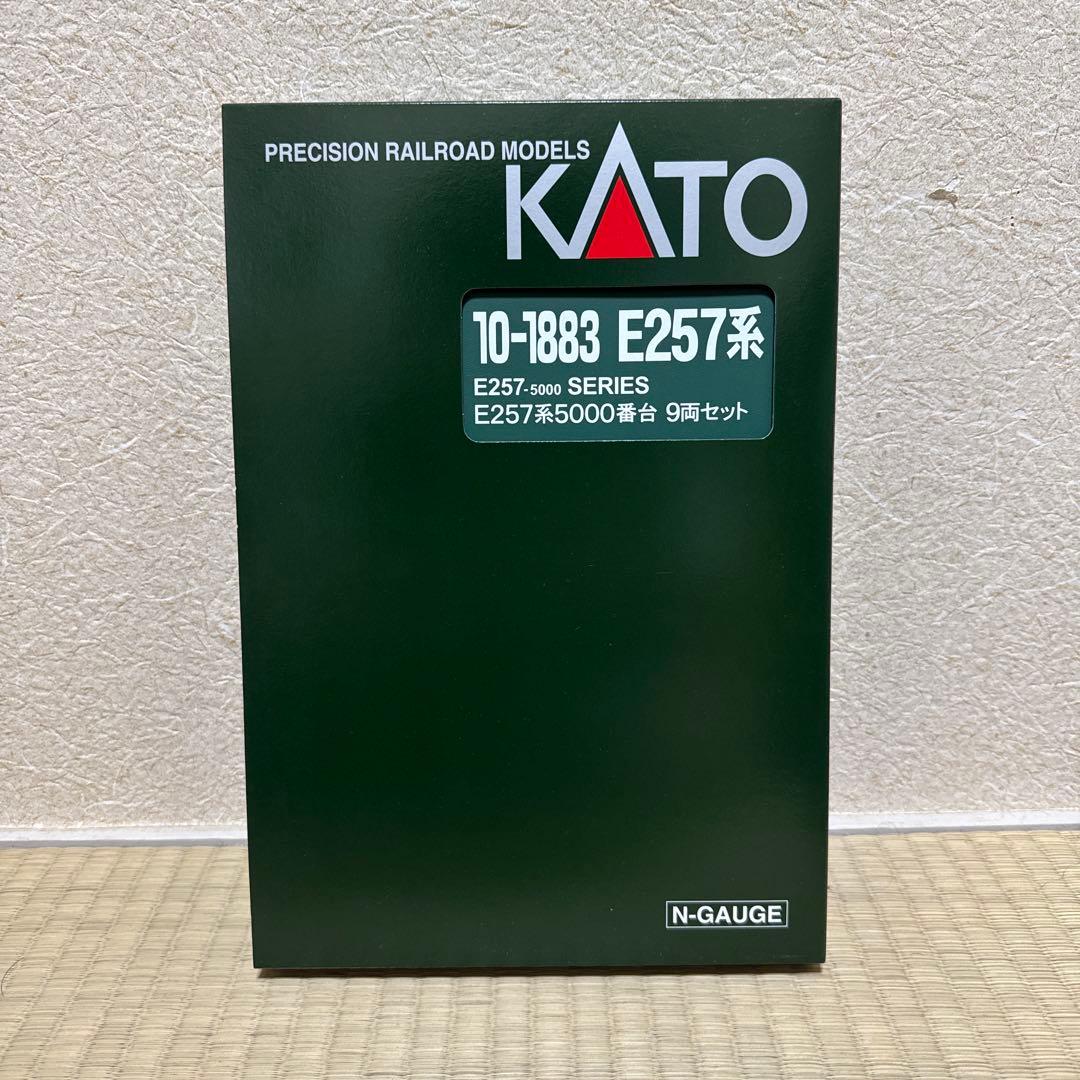 PRECISION RAILROAD MODELS
KATO
10-1883 E257系
E257-5000 SERIES
E257系5000番台 9両セット
N-GAUGE